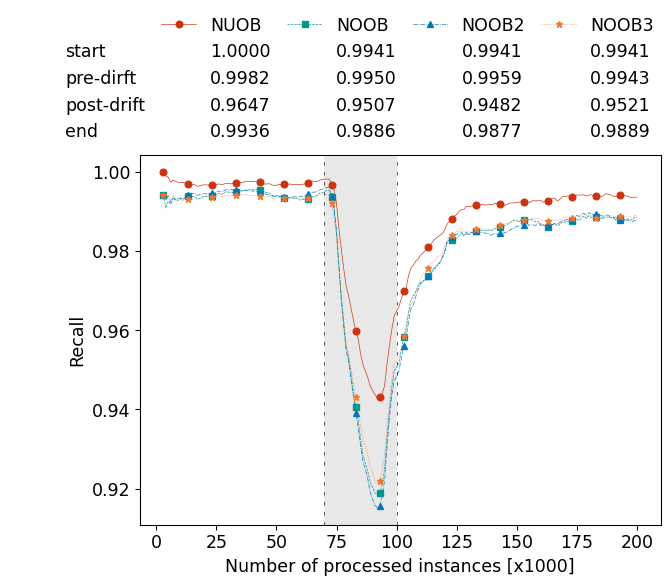 NUOB NOOB NOOB2 NOOB3
start 1.0000 0.9941 0.9941 0.9941
pre-dirft 0.9982 0.9950 0.9959 0.9943
post-drift 0.9647 0.9507 0.9482 0.9521
end 0.9936 0.9886 0.9877 0.9889
1.00
0.98
0.96
0.94
0.92
Recall
0 25 50 75 100 125 150 175 200
Number of processed instances [x1000]